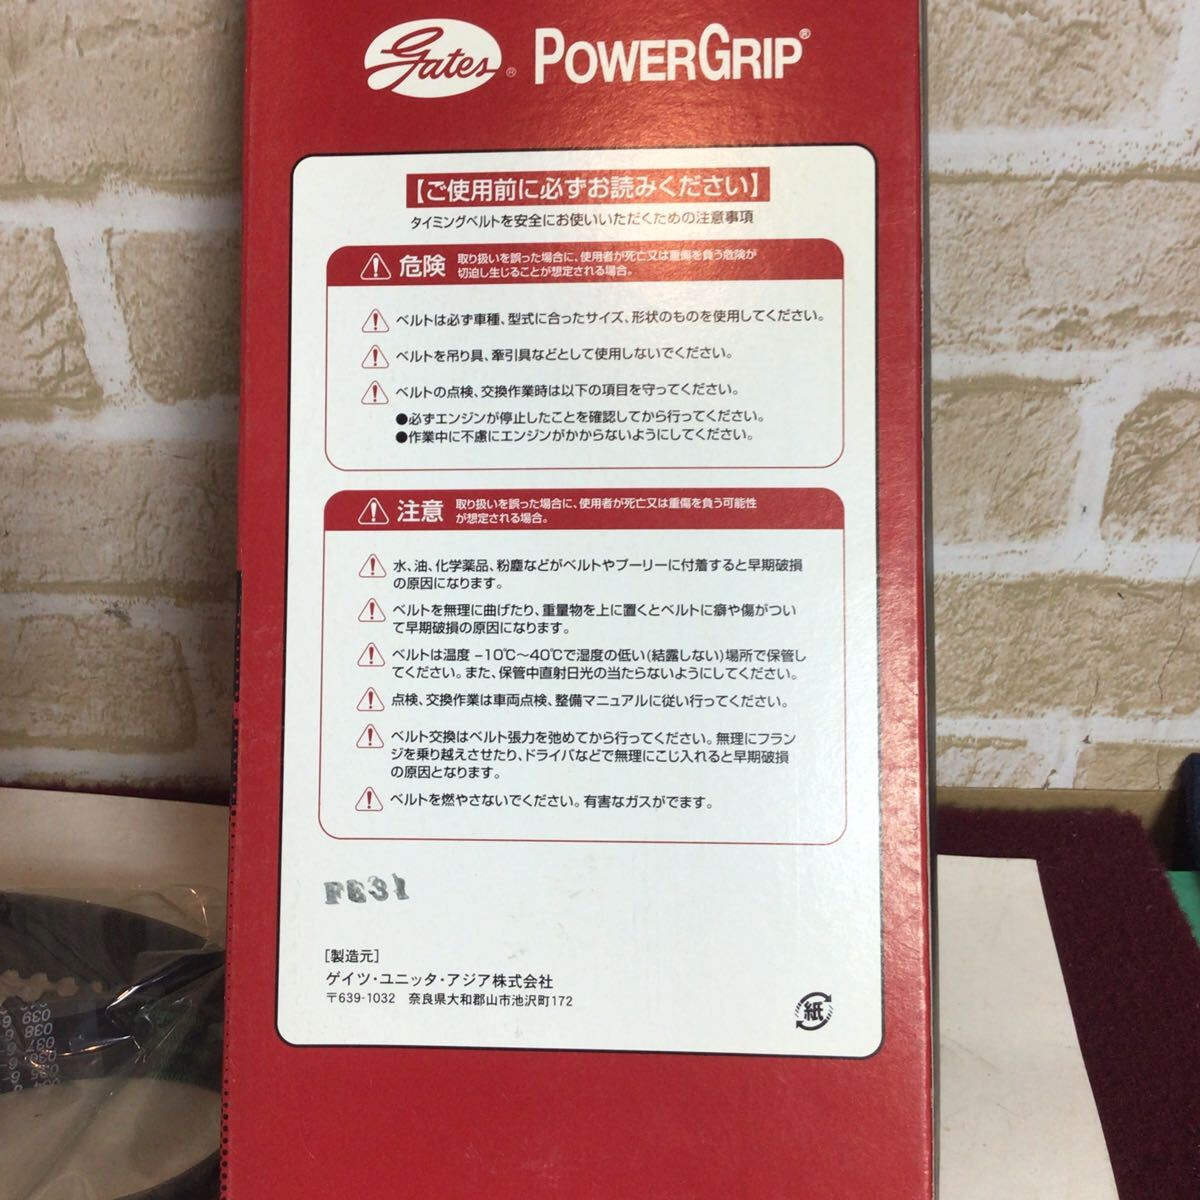 Gates® POWERGRIP®
【ご使用前に必ずお読みください】
タイミングベルトを安全にお使いいただくための注意事項
危険 取り扱いを誤った場合に、使用者が死亡又は重傷を負う危険が
切迫し生じることが想定される場合。
ベルトは必ず車種、型式に合ったサイズ、形状のものを使用してください。
ベルトを吊り具、牽引具などとして使用しないでください。
ベルトの点検、交換作業時は以下の項目を守ってください。
●必ずエンジンが停止したことを確認してから行ってください。
●作業中に不慮にエンジンがかからないようにしてください。
注意 取り扱いを誤った場合に、使用者が死亡又は重傷を負う可能性
が想定される場合。
水、油、化学薬品、粉塵などがベルトやプーリーに付着すると早期破損
の原因になります。
ベルトを無理に曲げたり、重量物を上に置くとベルトに癖や傷がつい
て早期破損の原因になります。
ベルトは温度 -10℃～40℃で湿度の低い(結露しない)場所で保管し
てください。また、保管中直射日光の当たらないようにしてください。
点検、交換作業は車両点検、整備マニュアルに従い行ってください。
ベルト交換はベルト張力を弛めてから行ってください。無理にフラン
ジを乗り越えさせたり、ドライバなどで無理にこじ入れると早期破損
の原因となります。
ベルトを燃やさないでください。有害なガスがでます。
F631
[製造元]
ゲイツ・ユニッタ・アジア株式会社
〒639-1032 奈良県大和郡山市池沢町172
紙
039
038
037
036
035